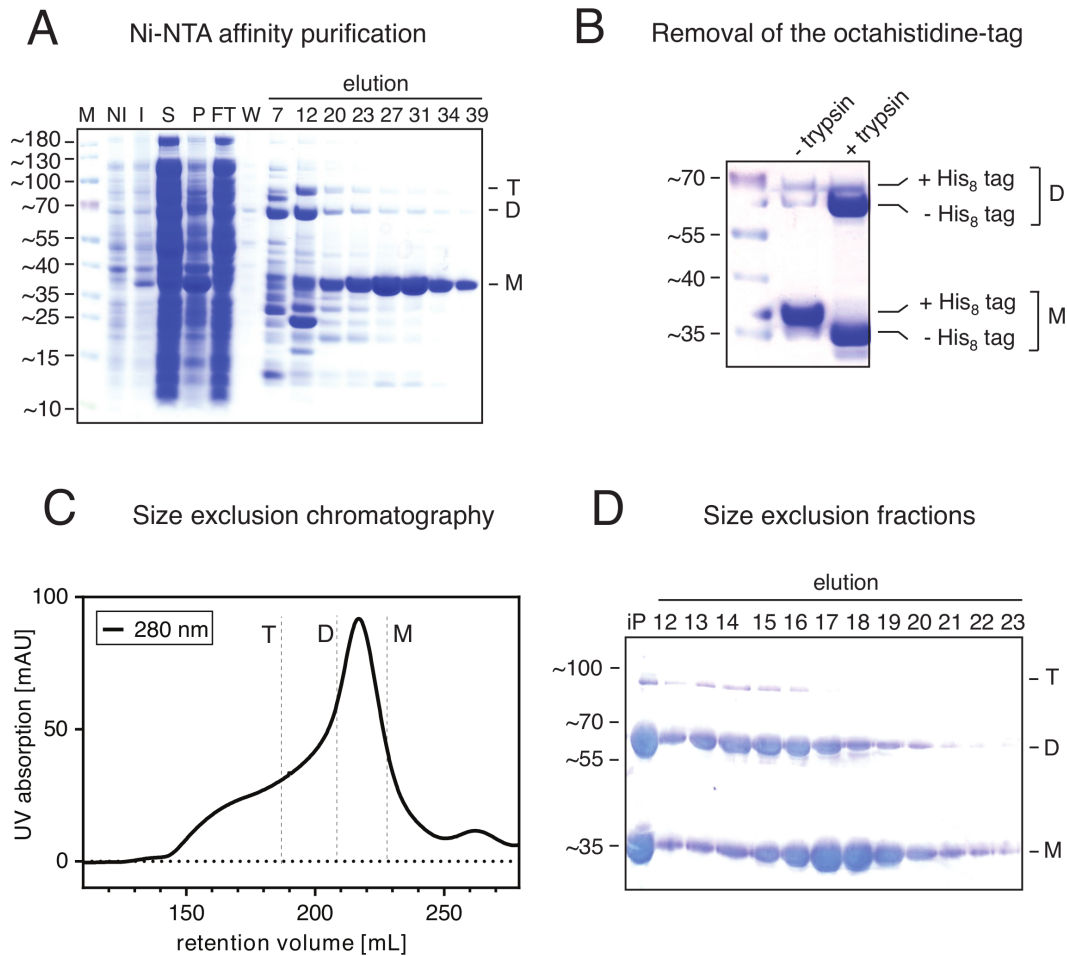 A
Ni-NTA affinity purification
elution
M NI I S P FT W 7 12 20 23 27 31 34 39
~180
~130
~100
~70
~55
~40
~35
~25
~15
~10
T
D
M
B
Removal of the octahistidine-tag
- trypsin
+ trypsin
~70
~55
~40
~35
+ His8 tag
- His8 tag
D
+ His8 tag
- His8 tag
M
C
Size exclusion chromatography
100
50
0
UV absorption [mAU]
280 nm
T D M
150 200 250
retention volume [mL]
D
Size exclusion fractions
elution
iP 12 13 14 15 16 17 18 19 20 21 22 23
~100
~70
~55
~35
T
D
M